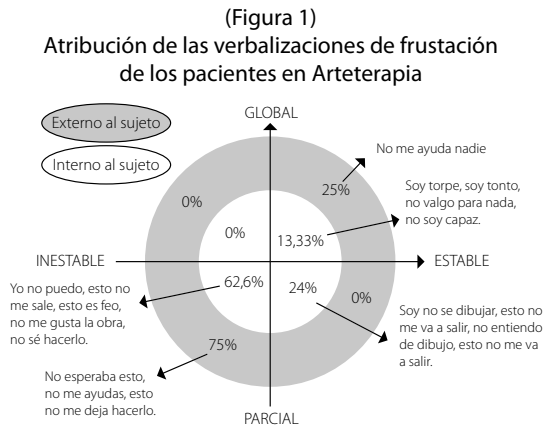 (Figura 1)
Atribución de las verbalizaciones de frustación
de los pacientes en Arteterapia
GLOBAL
Externo al sujeto
Interno al sujeto
No me ayuda nadie
25%
0%
Soy torpe, soy tonto,
no valgo para nada,
no soy capaz.
0%
13,33%
INESTABLE
ESTABLE
Yo no puedo, esto no
me sale, esto es feo,
no me gusta la obra,
no sé hacerlo.
62,6%
24%
0%
Soy no se dibujar, esto no
me va a salir, no entiendo
de dibujo, esto no me va
a salir.
75%
No esperaba esto,
no me ayudas, esto
no me deja hacerlo.
PARCIAL